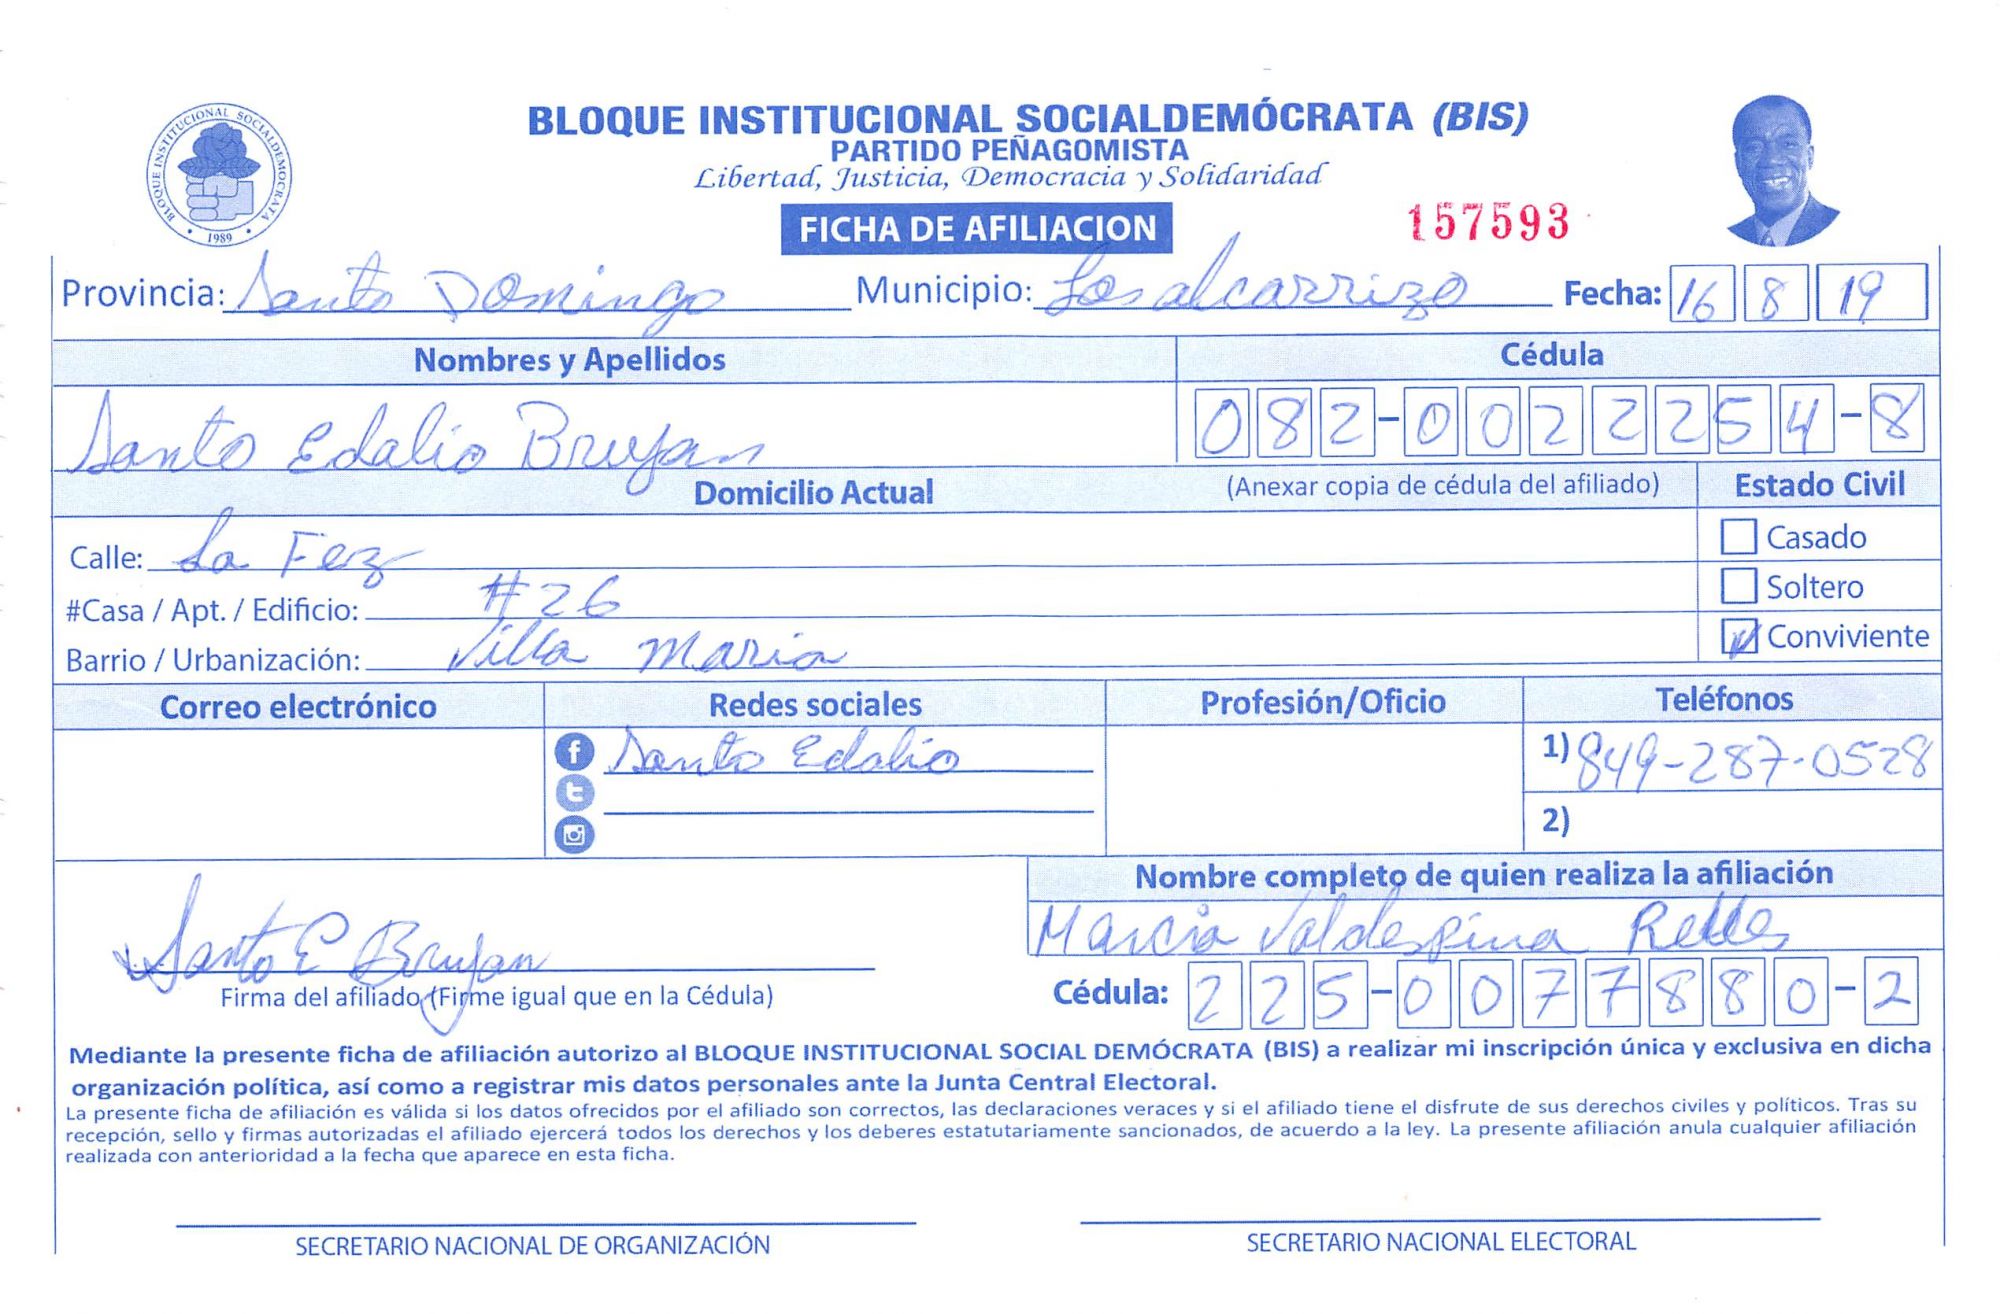 BLOQUE INSTITUCIONAL SOCIALDEMÓCRATA (BIS)
PARTIDO PEÑAGOMISTA
Libertad, Justicia, Democracia y Solidaridad
BLOQUE INSTITUCIONAL SOCIALDEMOCRATA
1989
FICHA DE AFILIACION 157593
Provincia: Santo Domingo Municipio: Los alcarrizo Fecha: 16 8 19
Nombres y Apellidos Cédula
Santo Edalio Brujan 082-0022254-8
Domicilio Actual (Anexar copia de cédula del afiliado) Estado Civil
Calle: La Fez Casado
#Casa / Apt. / Edificio: #26 Soltero
Barrio / Urbanización: Villa Maria Conviviente
Correo electrónico Redes sociales Profesión/Oficio Teléfonos
Santo Edalio 1) 849-287-0528
2)
Nombre completo de quien realiza la afiliación
Marcia Valdespina
Santo E Brujan
Firma del afiliado (Firme igual que en la Cédula) Cédula: 225-0077880-2
Mediante la presente ficha de afiliación autorizo al BLOQUE INSTITUCIONAL SOCIAL DEMÓCRATA (BIS) a realizar mi inscripción única y exclusiva en dicha
organización política, así como a registrar mis datos personales ante la Junta Central Electoral.
La presente ficha de afiliación es válida si los datos ofrecidos por el afiliado son correctos, las declaraciones veraces y si el afiliado tiene el disfrute de sus derechos civiles y políticos. Tras su
recepción, sello y firmas autorizadas el afiliado ejercerá todos los derechos y los deberes estatutariamente sancionados, de acuerdo a la ley. La presente afiliación anula cualquier afiliación
realizada con anterioridad a la fecha que aparece en esta ficha.
SECRETARIO NACIONAL DE ORGANIZACIÓN SECRETARIO NACIONAL ELECTORAL